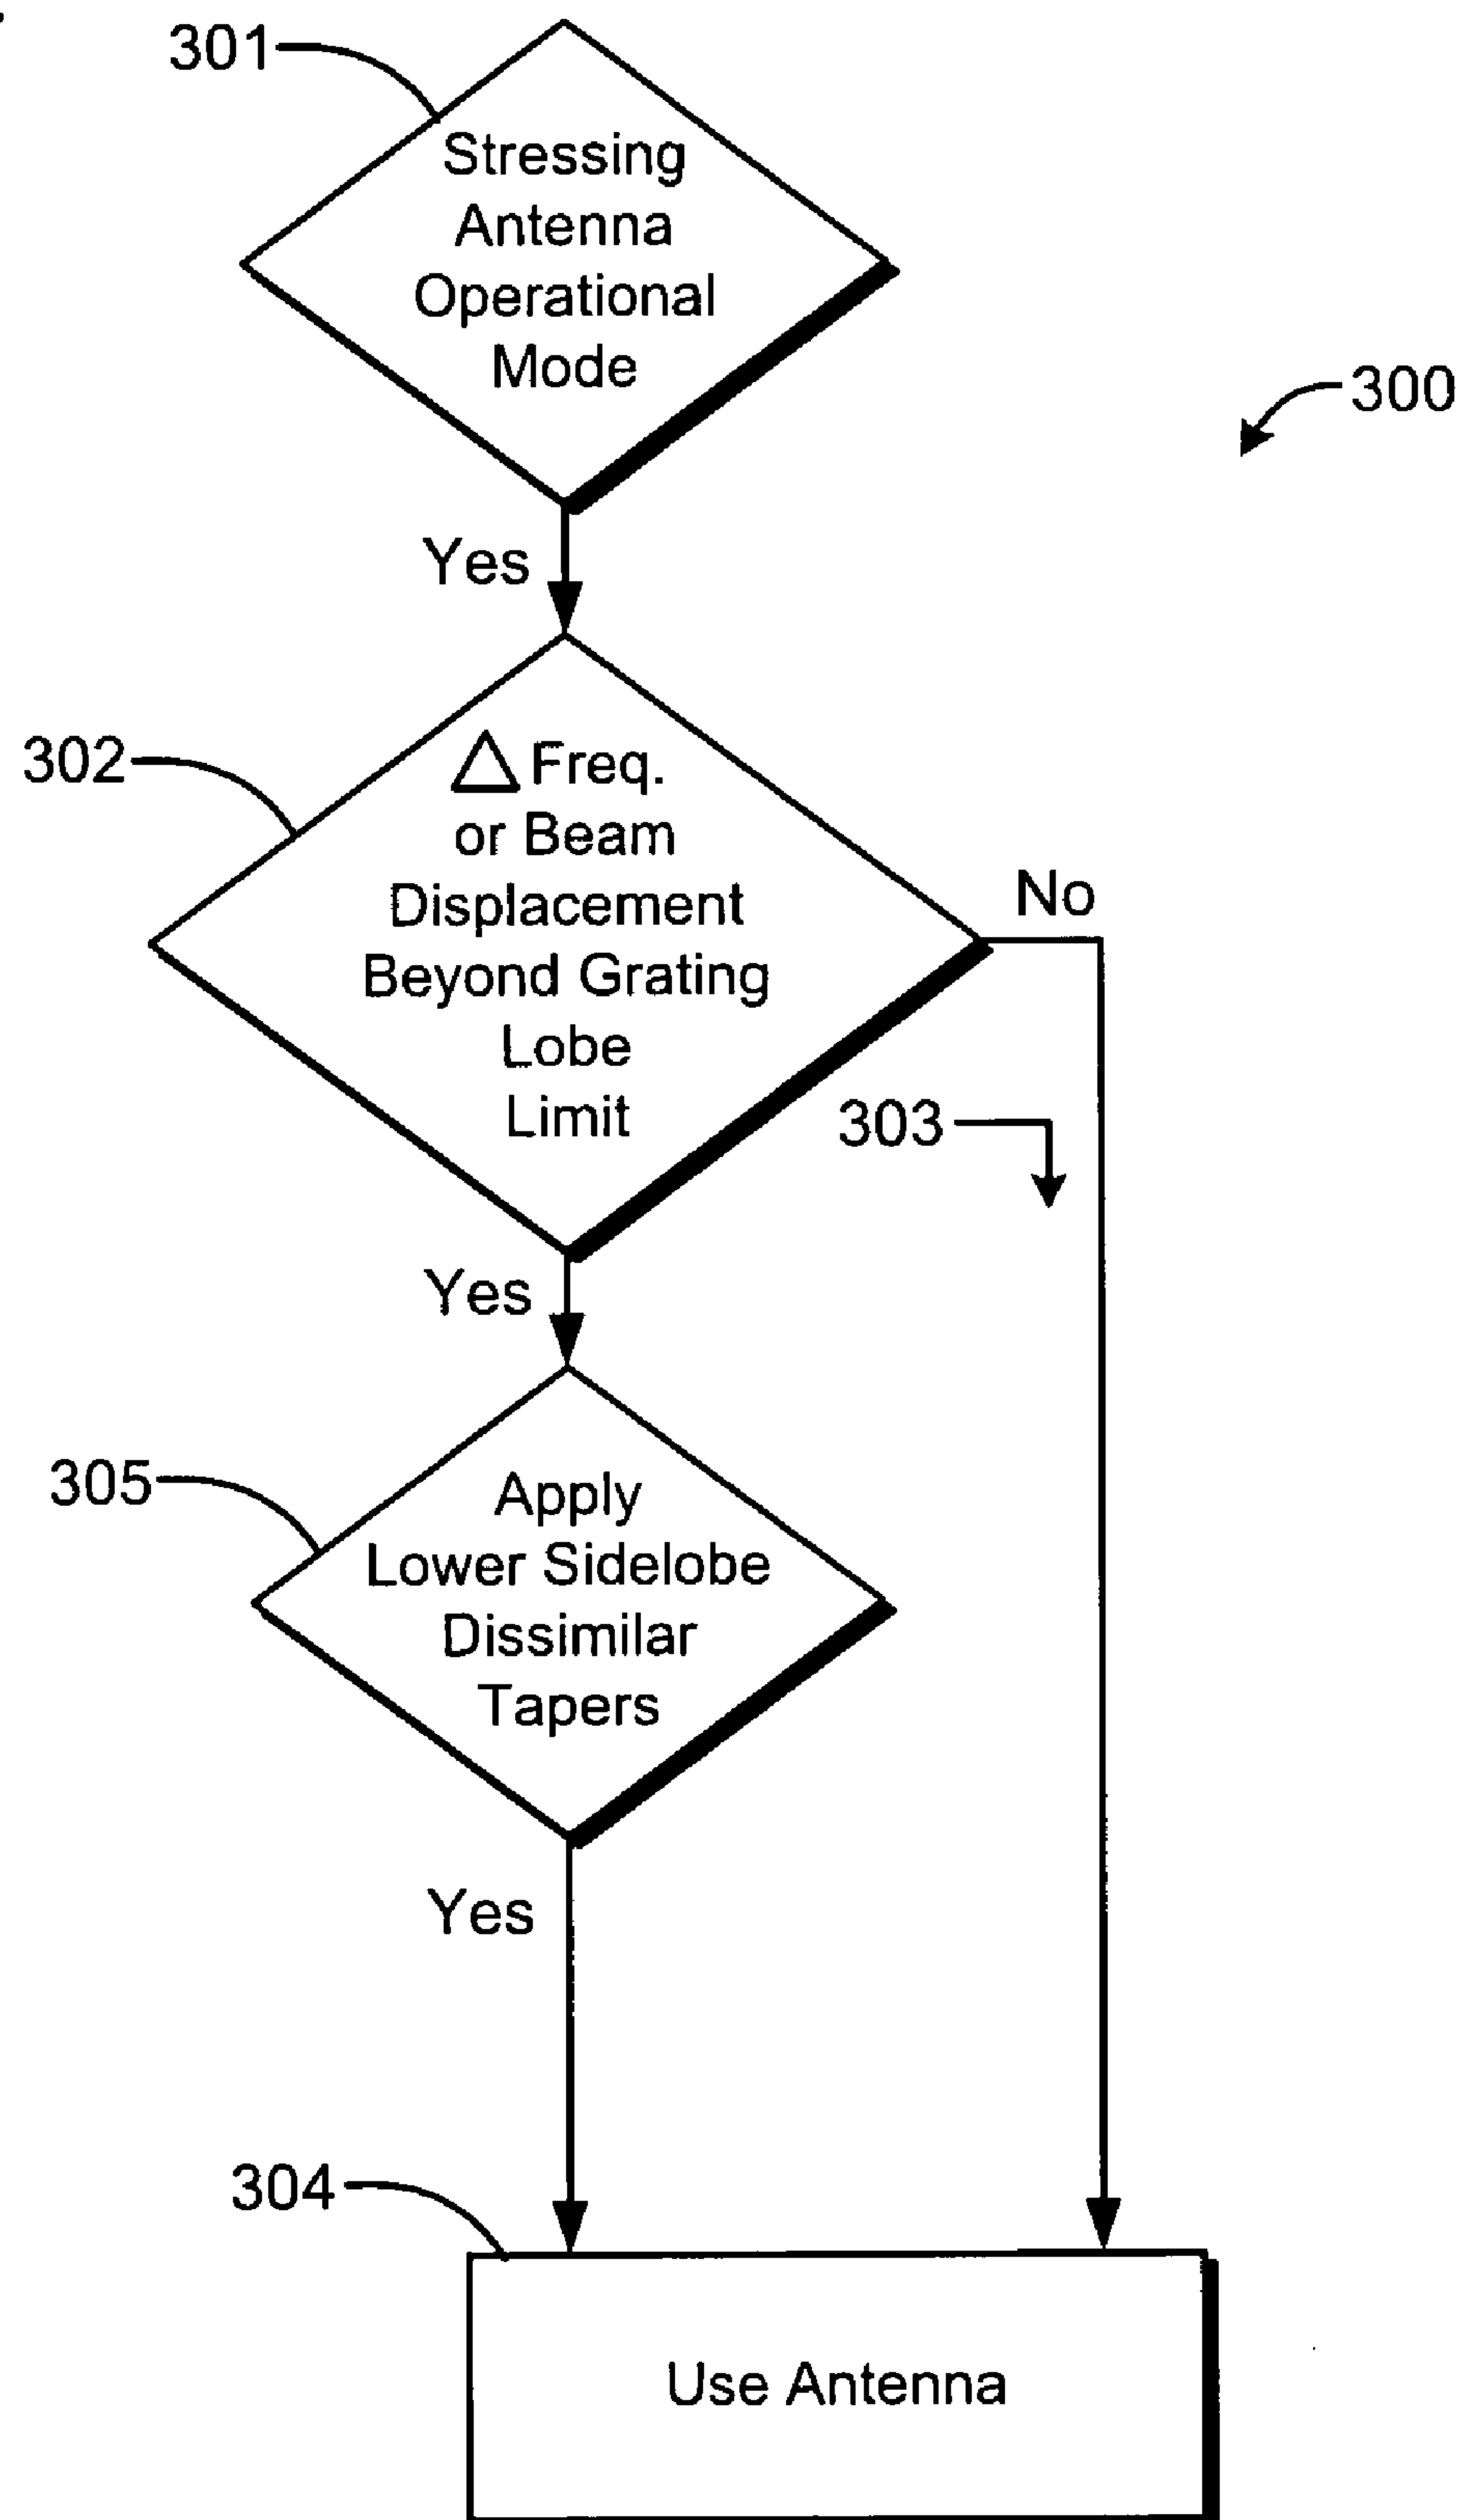 301
Stressing
Antenna
Operational
Mode
300
Yes
302
△ Freq.
or Beam
Displacement
Beyond Grating
Lobe
Limit
No
303
Yes
305
Apply
Lower Sidelobe
Dissimilar
Tapers
Yes
304
Use Antenna